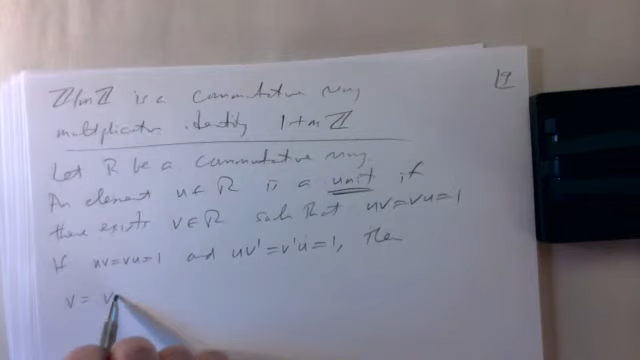 19
ℤ/mℤ is a commutative ring
multiplicative identity 1+mℤ
Let R be a commutative ring.
An element u ∈ R is a unit if
there exists v ∈ R such that uv=vu=1
If uv=vu=1 and uv'=v'u=1, then
v = v